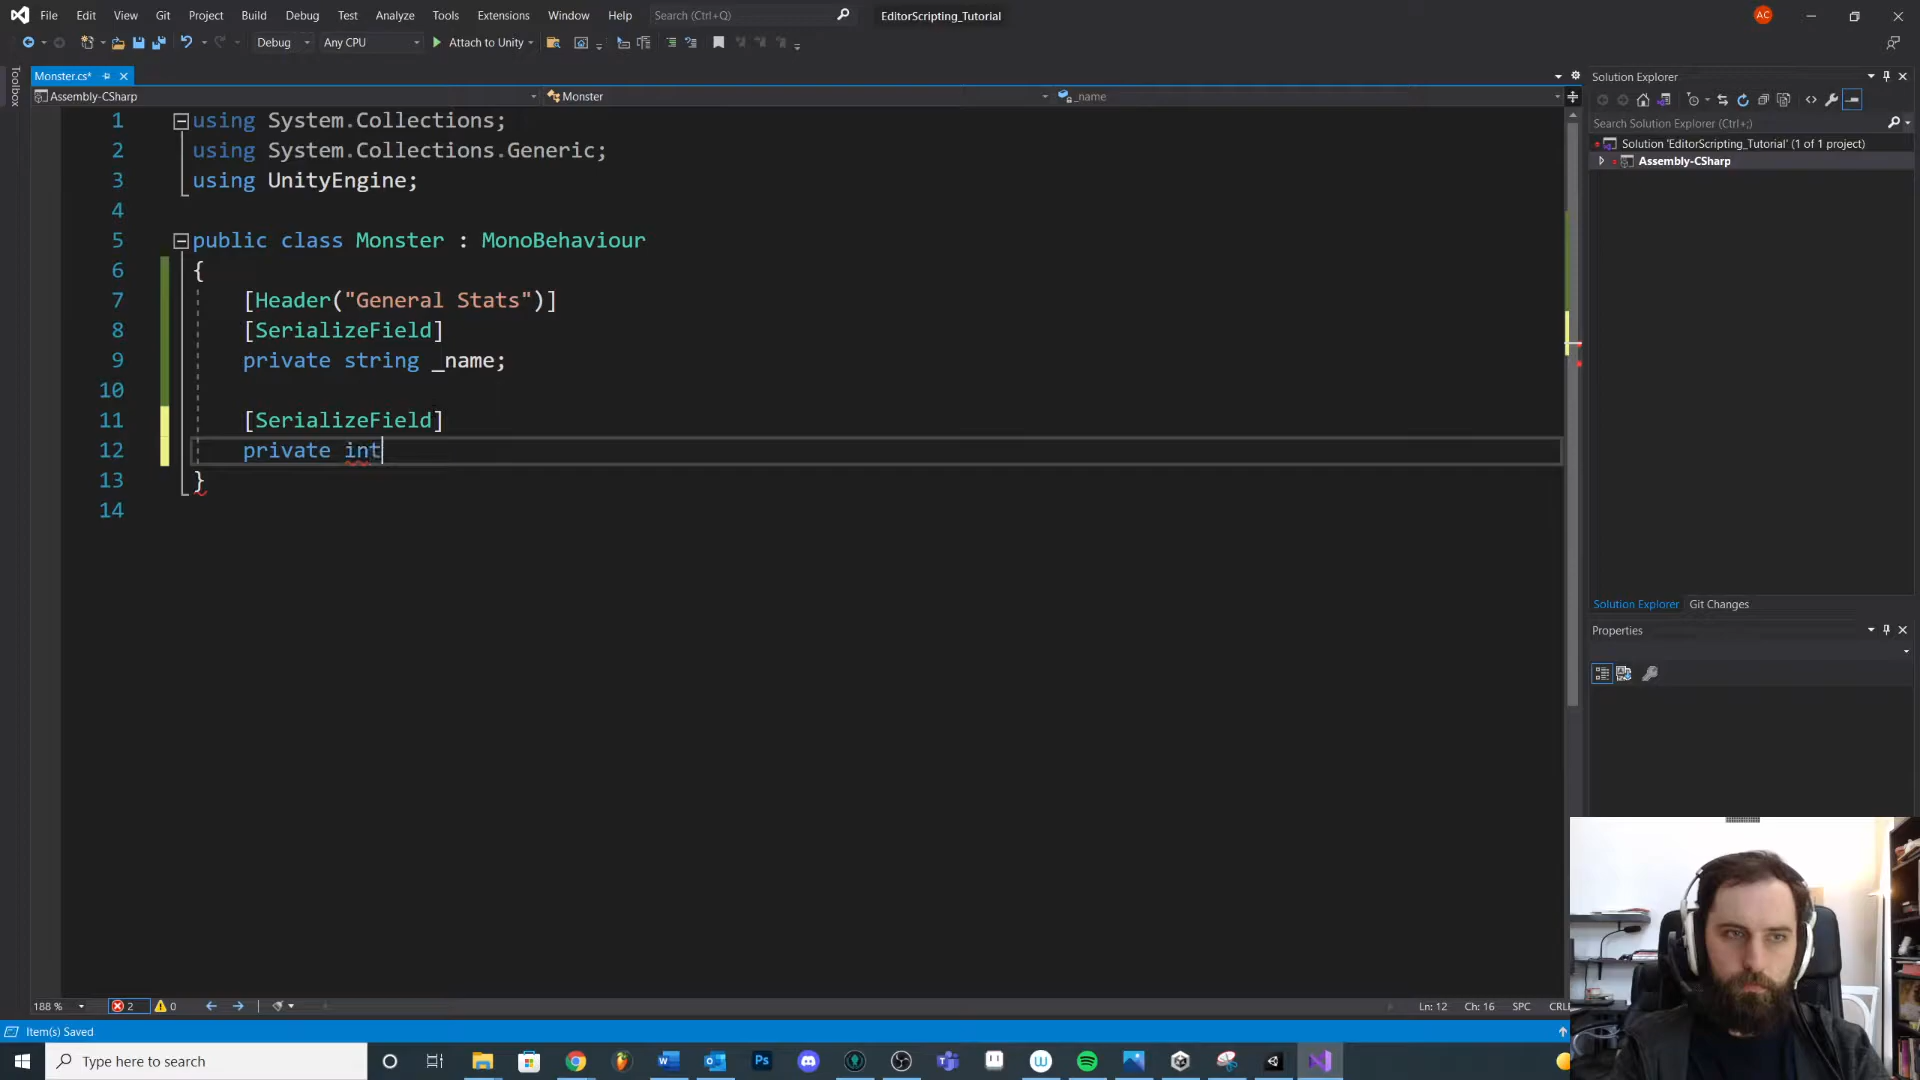 File Edit View Git Project Build Debug Test Analyze Tools Extensions Window Help Search (Ctrl+Q) EditorScripting_Tutorial AC
Debug Any CPU Attach to Unity
Toolbox
Monster.cs*
Assembly-CSharp Monster _name
1 using System.Collections;
2 using System.Collections.Generic;
3 using UnityEngine;
4
5 public class Monster : MonoBehaviour
6 {
7 [Header("General Stats")]
8 [SerializeField]
9 private string _name;
10
11 [SerializeField]
12 private int
13 }
14
Solution Explorer
Search Solution Explorer (Ctrl+;)
Solution 'EditorScripting_Tutorial' (1 of 1 project)
Assembly-CSharp
Solution Explorer Git Changes
Properties
188 % 2 0 Ln: 12 Ch: 16 SPC CRLF
Item(s) Saved
Type here to search